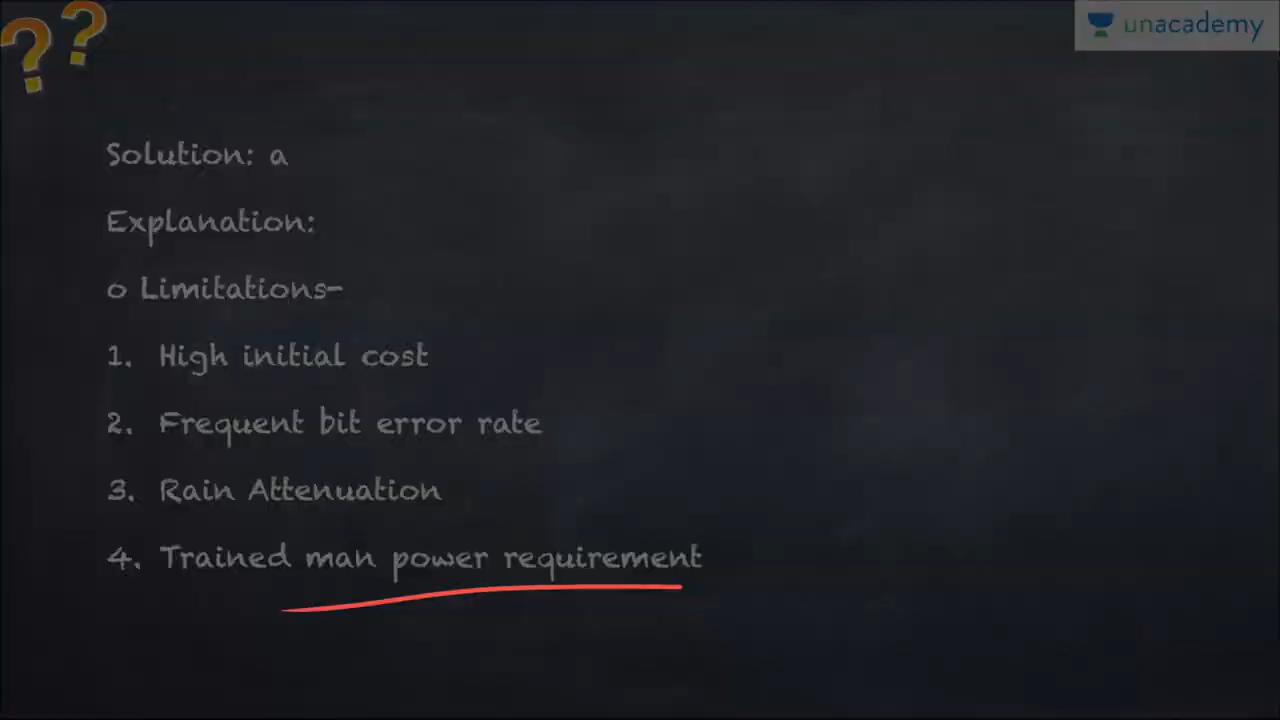 unacademy
Solution: a
Explanation:
o Limitations-
1. High initial cost
2. Frequent bit error rate
3. Rain Attenuation
4. Trained man power requirement